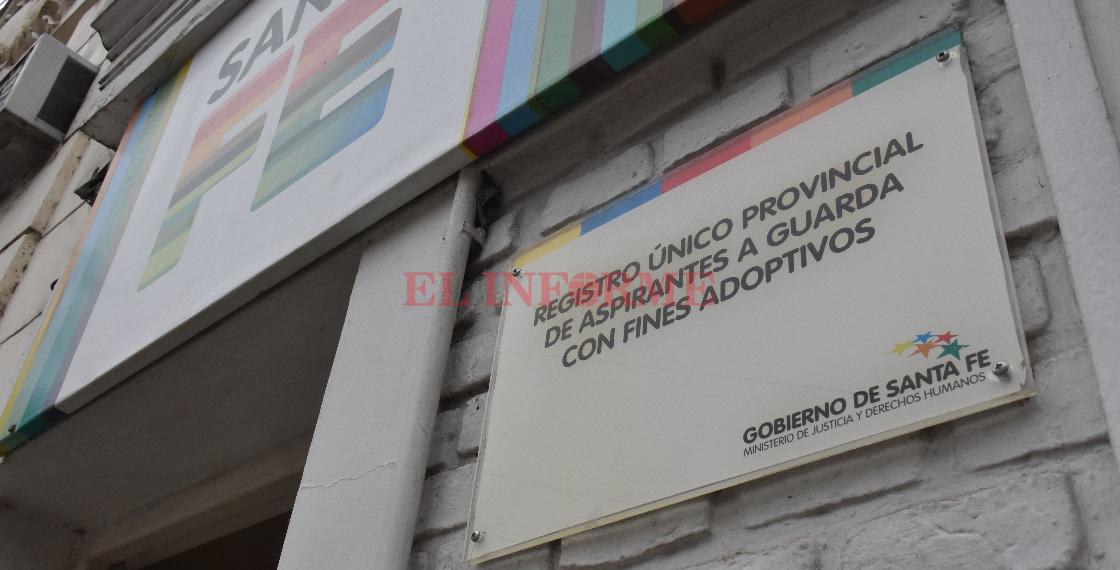 SAN
FE
REGISTRO ÚNICO PROVINCIAL
DE ASPIRANTES A GUARDA
CON FINES ADOPTIVOS
EL INFORME
GOBIERNO DE SANTA FE
MINISTERIO DE JUSTICIA Y DERECHOS HUMANOS